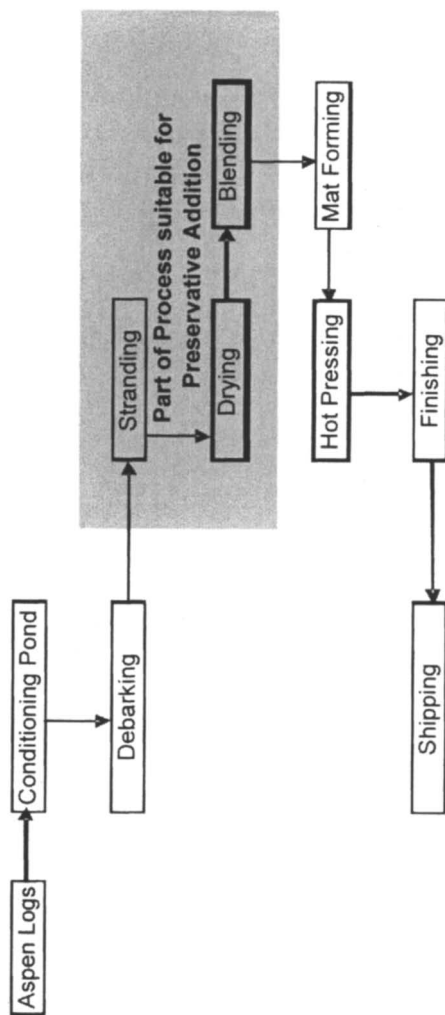 Aspen Logs
Conditioning Pond
Debarking
Stranding
Part of Process suitable for
Preservative Addition
Drying
Blending
Mat Forming
Hot Pressing
Finishing
Shipping